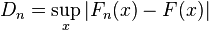 $D_n = \sup_x |F_n(x) - F(x)|$